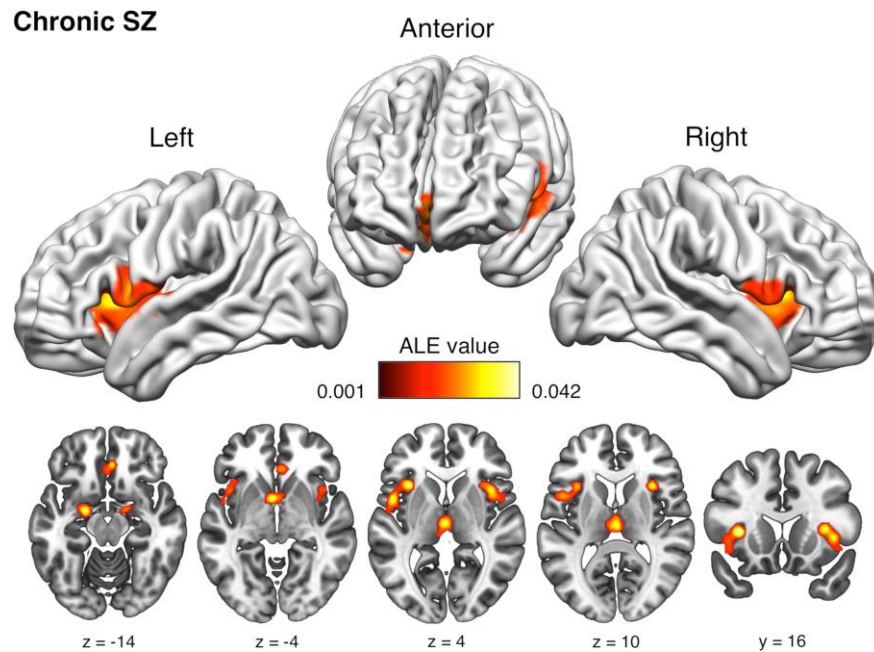 Chronic SZ
Anterior
Left
Right
ALE value
0.001
0.042
z = -14
z = -4
z = 4
z = 10
y = 16